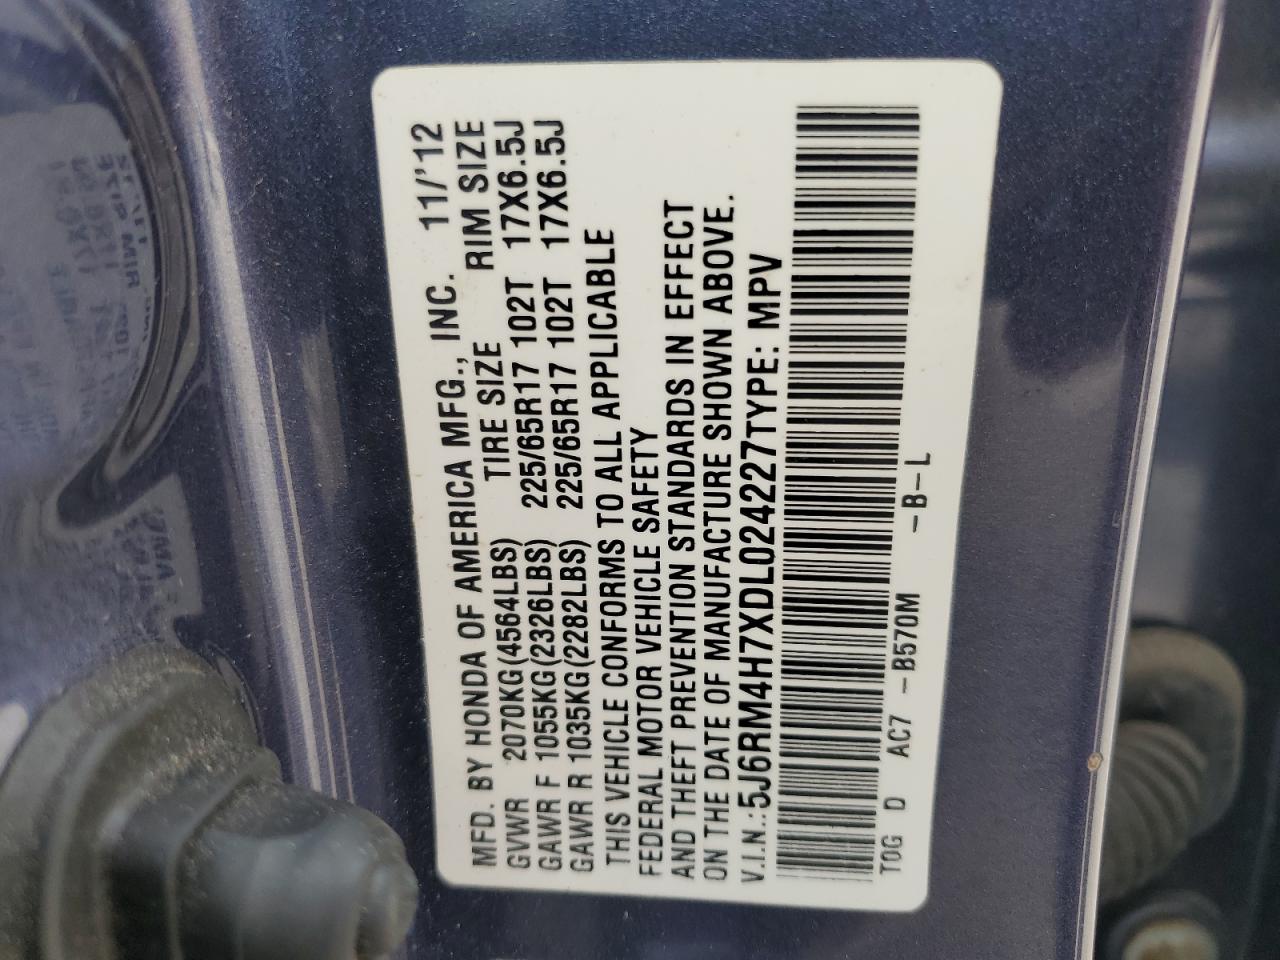 MFD. BY HONDA OF AMERICA MFG., INC. 11/'12
GVWR 2070KG(4564LBS) TIRE SIZE RIM SIZE
GAWR F 1055KG(2326LBS) 225/65R17 102T 17X6.5J
GAWR R 1035KG(2282LBS) 225/65R17 102T 17X6.5J
THIS VEHICLE CONFORMS TO ALL APPLICABLE
FEDERAL MOTOR VEHICLE SAFETY
AND THEFT PREVENTION STANDARDS IN EFFECT
ON THE DATE OF MANUFACTURE SHOWN ABOVE.
V.I.N.:5J6RM4H7XDL024227TYPE: MPV
TOG D AC7 -B570M -B-L